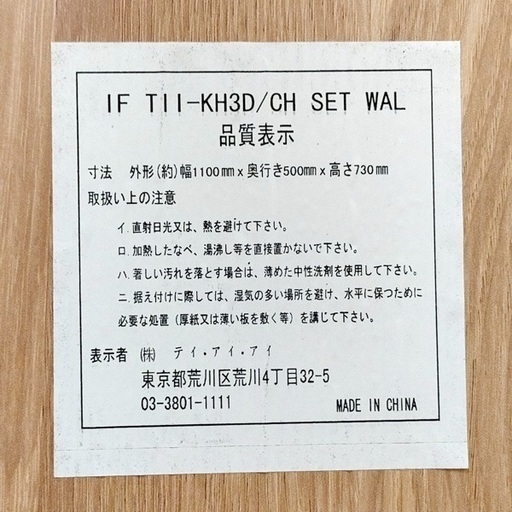 IF TII-KH3D/CH SET WAL
品質表示
寸法 外形(約)幅1100㎜x奥行き500㎜x高さ730㎜
取扱い上の注意
イ.直射日光又は、熱を避けて下さい。
ロ.加熱したなべ、湯沸し等を直接置かないで下さい。
ハ.著しい汚れを落とす場合は、薄めた中性洗剤を使用して下さい。
ニ.据え付けに際しては、湿気の多い場所を避け、水平に保つために
必要な処置(厚紙又は薄い板を敷く等)を講じて下さい。
表示者 ㈱ テイ・アイ・アイ
東京都荒川区荒川4丁目32-5
03-3801-1111 MADE IN CHINA